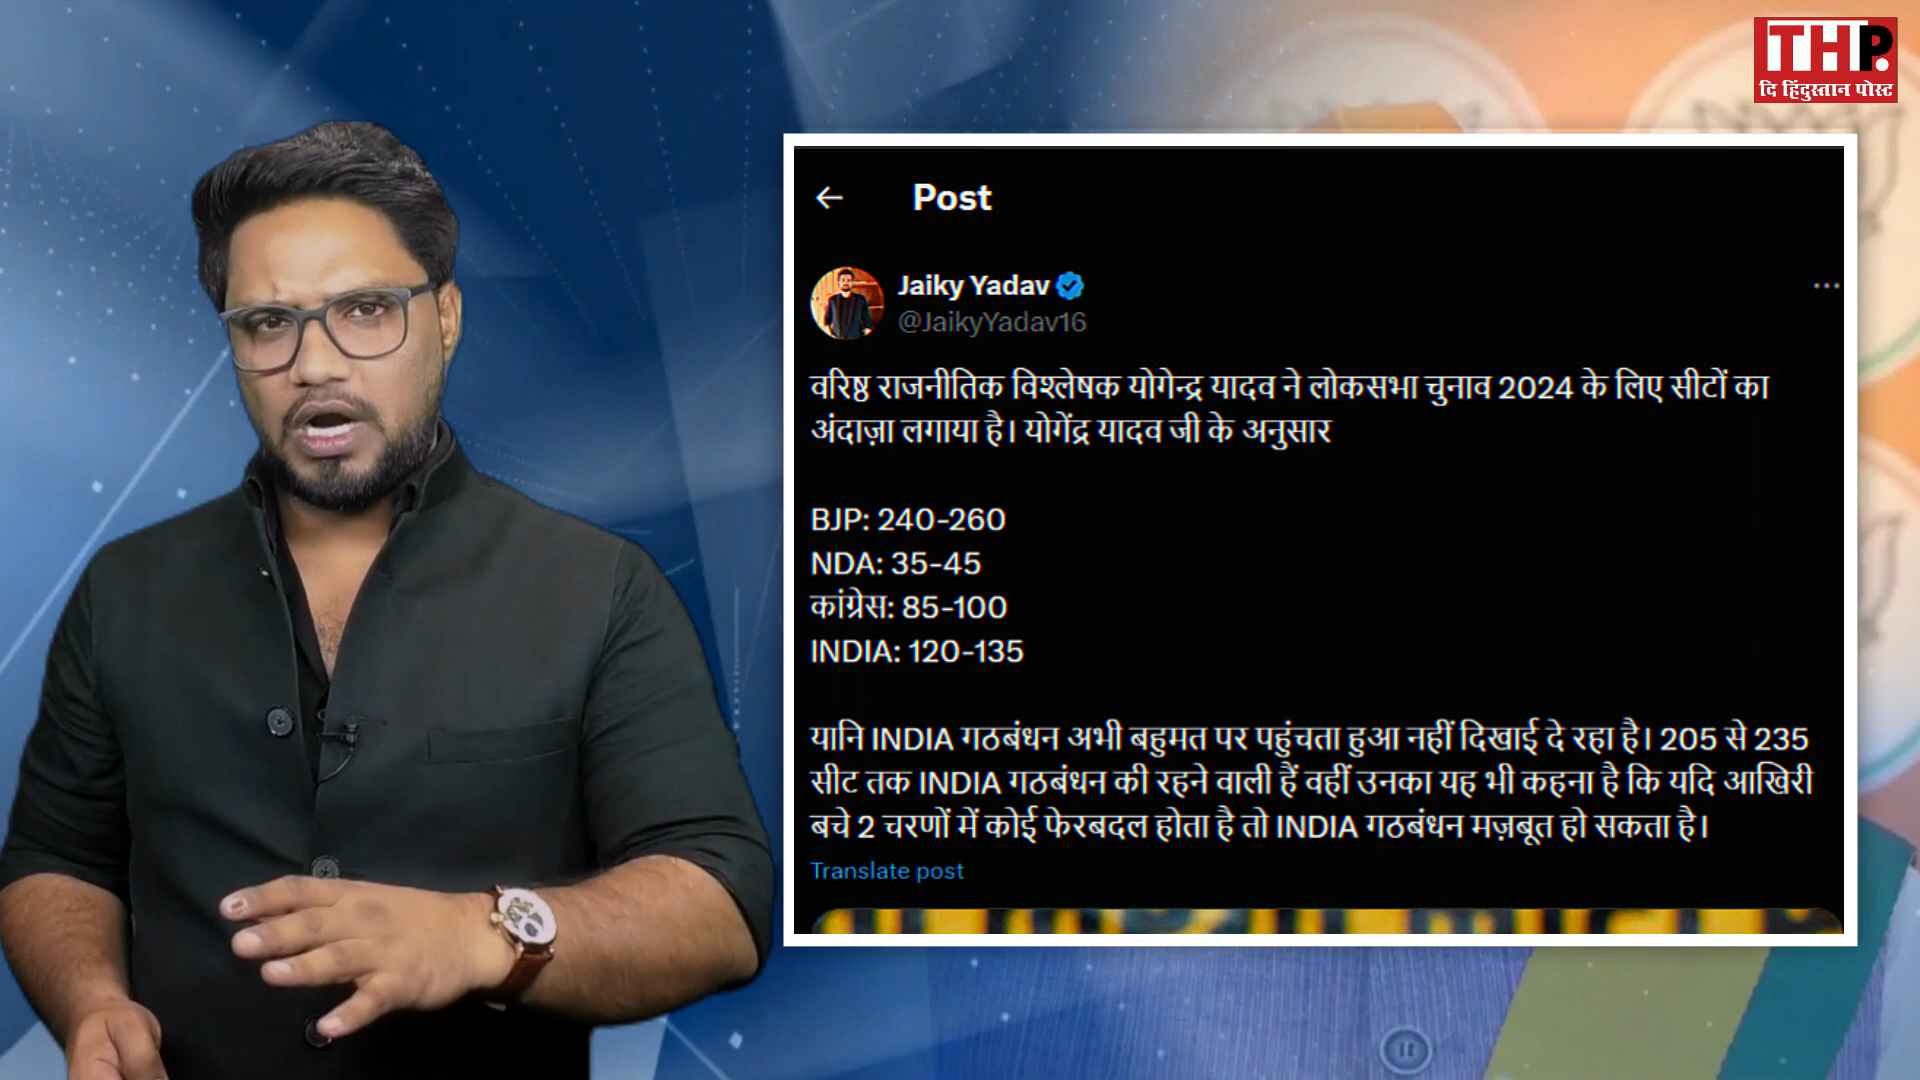 THP.
दि हिंदुस्तान पोस्ट
Post
Jaiky Yadav
@JaikyYadav16
वरिष्ठ राजनीतिक विश्लेषक योगेन्द्र यादव ने लोकसभा चुनाव 2024 के लिए सीटों का
अंदाज़ा लगाया है। योगेंद्र यादव जी के अनुसार
BJP: 240-260
NDA: 35-45
कांग्रेस: 85-100
INDIA: 120-135
यानि INDIA गठबंधन अभी बहुमत पर पहुंचता हुआ नहीं दिखाई दे रहा है। 205 से 235
सीट तक INDIA गठबंधन की रहने वाली हैं वहीं उनका यह भी कहना है कि यदि आखिरी
बचे 2 चरणों में कोई फेरबदल होता है तो INDIA गठबंधन मज़बूत हो सकता है।
Translate post